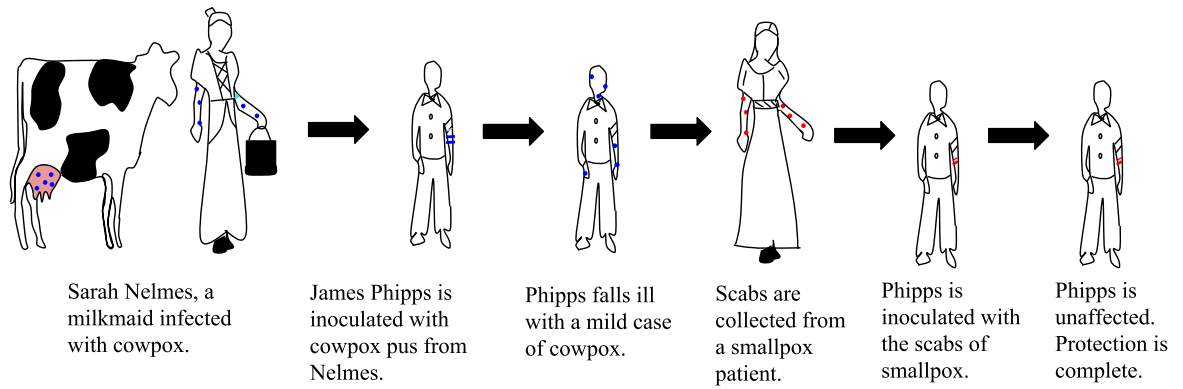 Sarah Nelmes, a
milkmaid infected
with cowpox.
James Phipps is
inoculated with
cowpox pus from
Nelmes.
Phipps falls ill
with a mild case
of cowpox.
Scabs are
collected from
a smallpox
patient.
Phipps is
inoculated with
the scabs of
smallpox.
Phipps is
unaffected.
Protection is
complete.